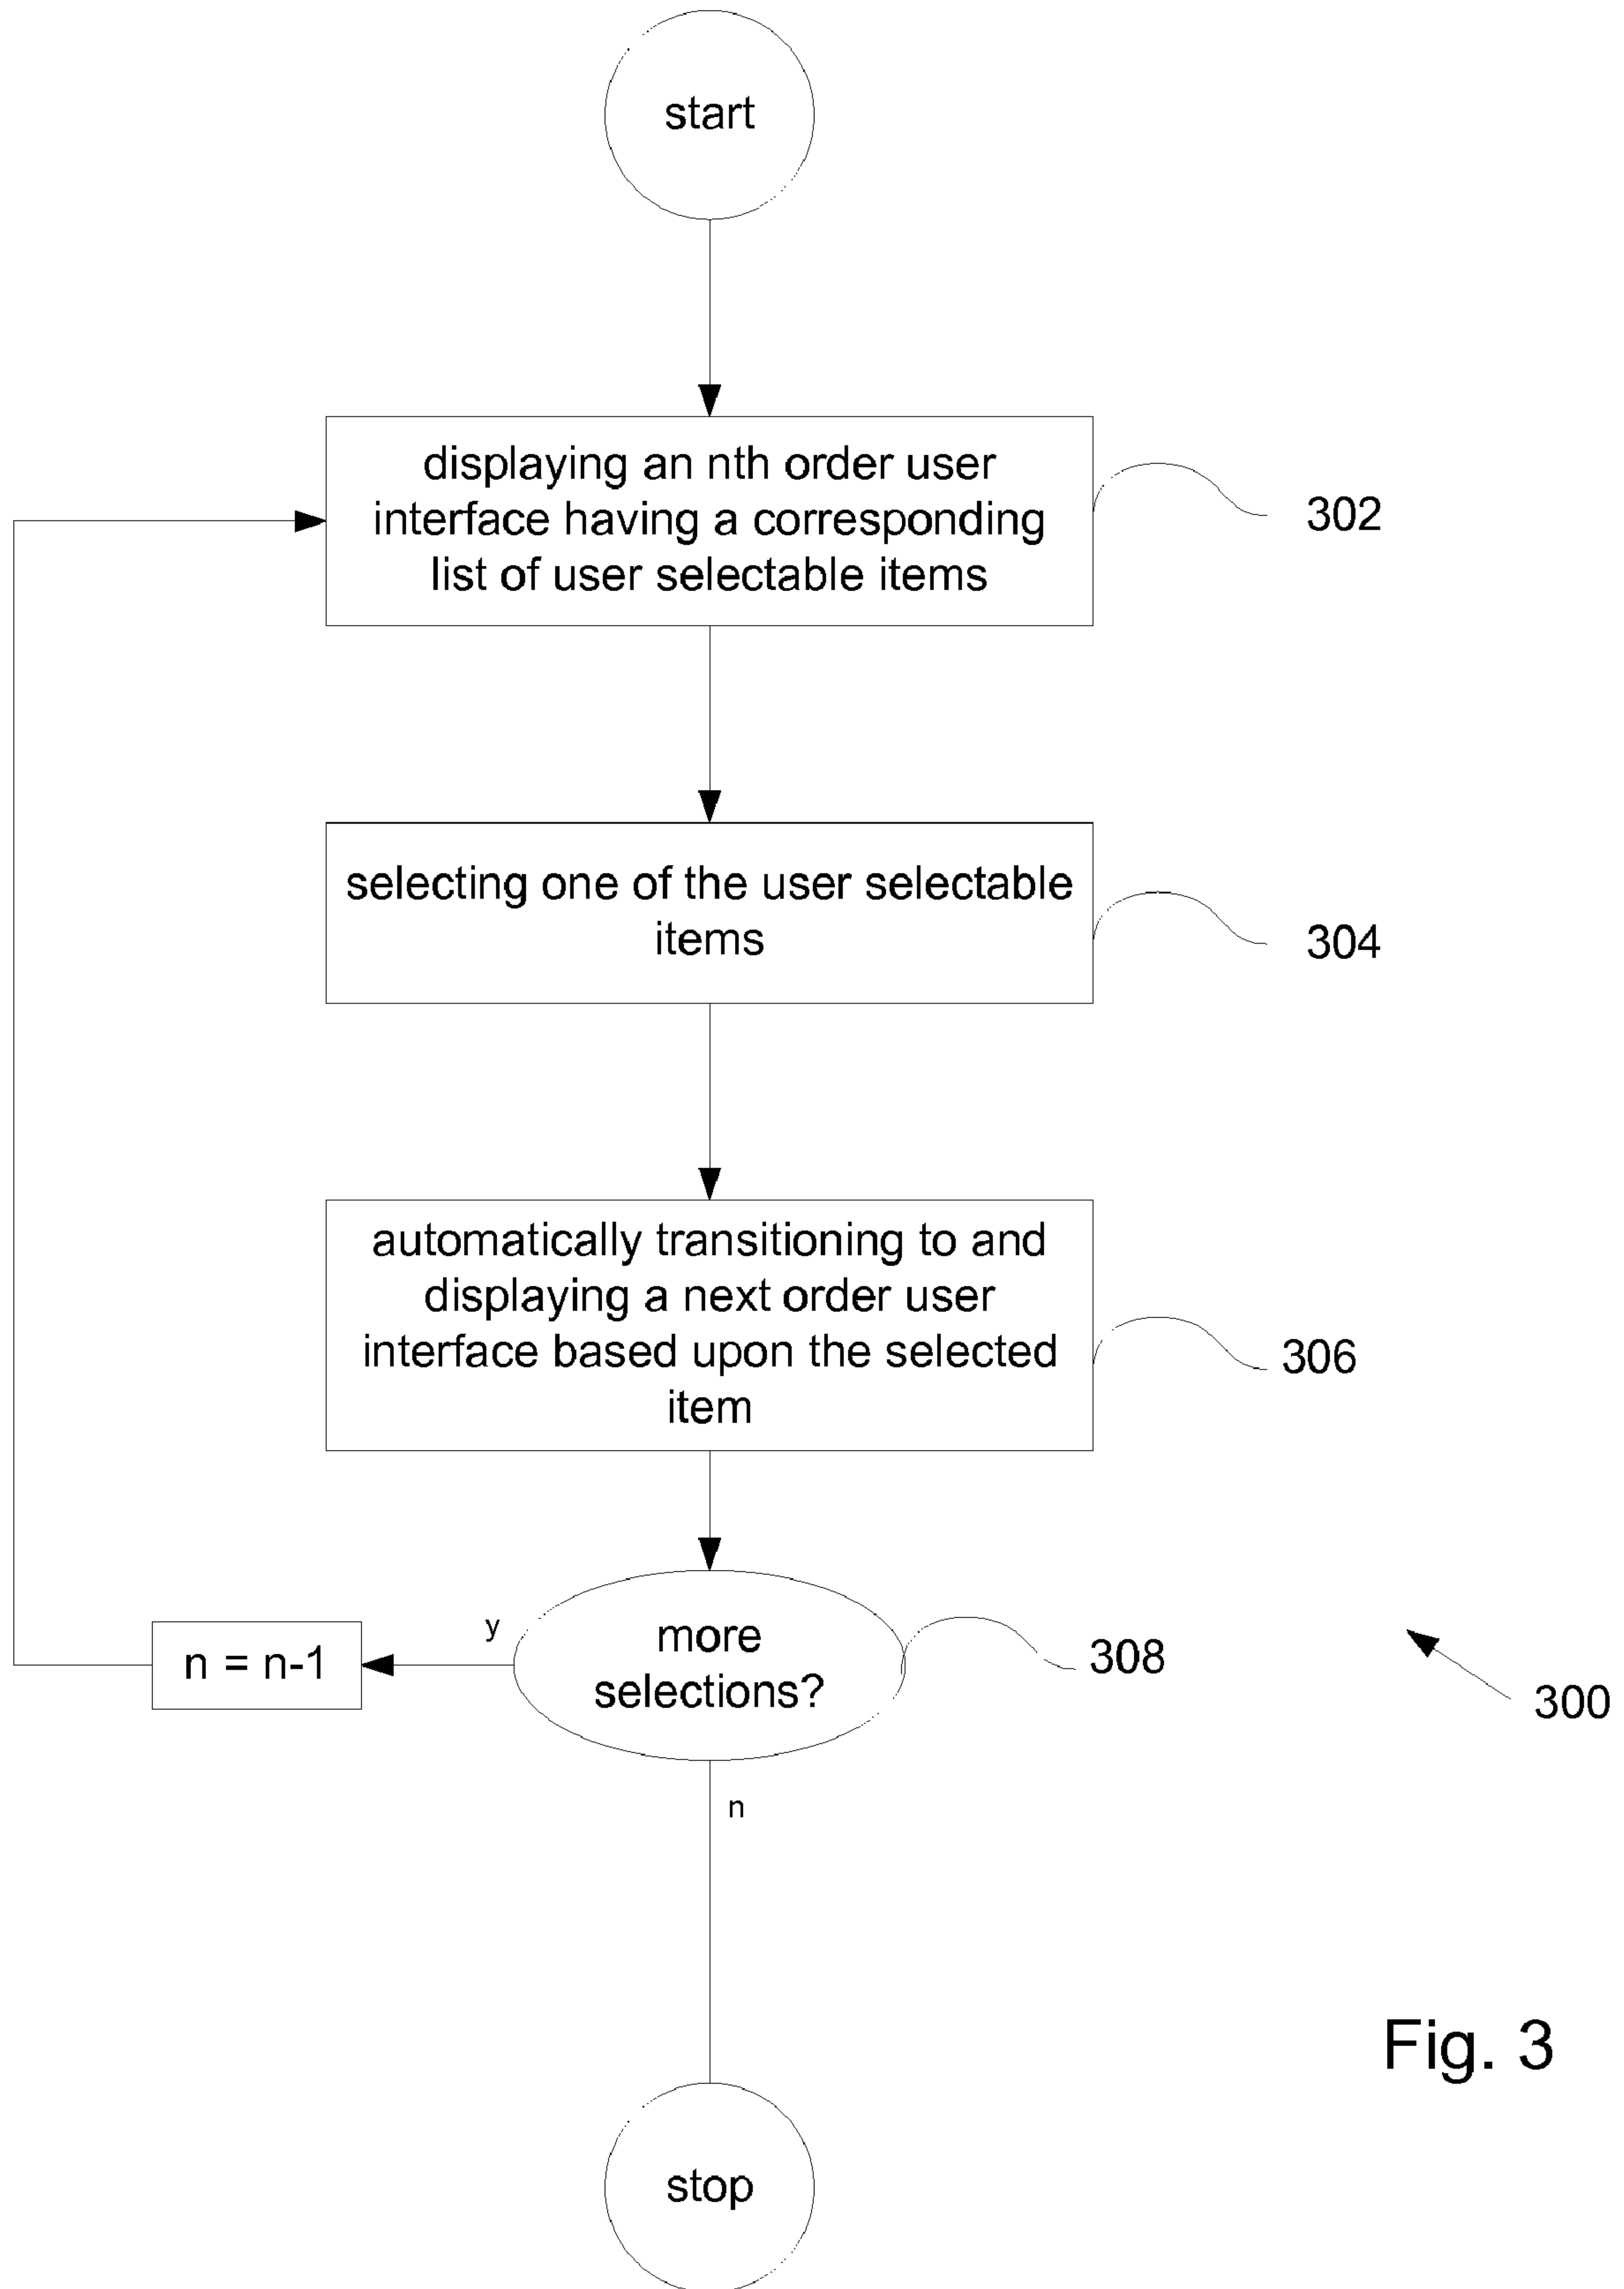 start
displaying an nth order user
interface having a corresponding
list of user selectable items
302
selecting one of the user selectable
items
304
automatically transitioning to and
displaying a next order user
interface based upon the selected
item
306
more
selections?
308
y
n = n-1
300
n
Fig. 3
stop